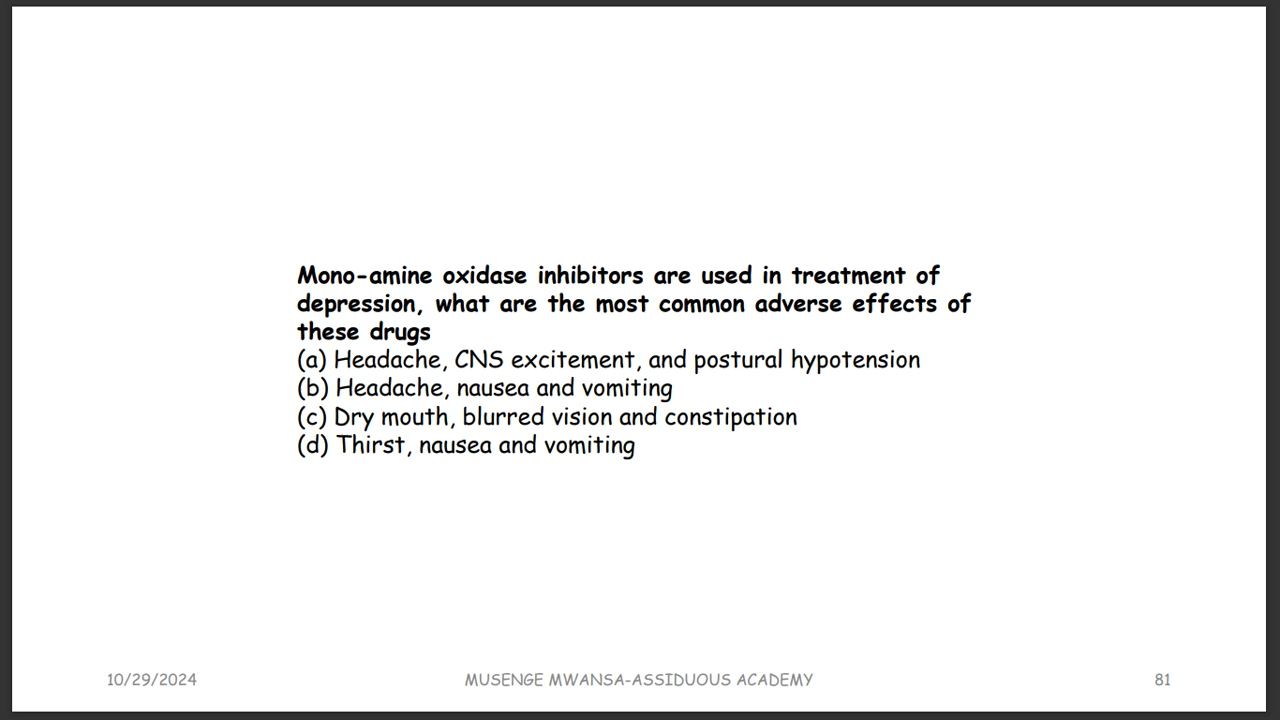 Mono-amine oxidase inhibitors are used in treatment of
depression, what are the most common adverse effects of
these drugs
(a) Headache, CNS excitement, and postural hypotension
(b) Headache, nausea and vomiting
(c) Dry mouth, blurred vision and constipation
(d) Thirst, nausea and vomiting
10/29/2024
MUSENGE MWANSA-ASSIDUOUS ACADEMY
81